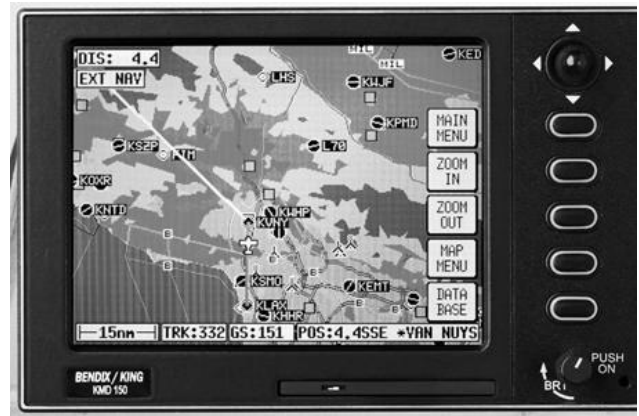 DIS: 4.4
EXT NAV
MIL
MIL
KED
LHS
KWJF
KPMD
MAIN
MENU
KSZP
FIM
L70
ZOOM
IN
KOXR
KNTD
KWHP
KVNY
ZOOM
OUT
B
B
B
B
MAP
MENU
KSMO
KEMT
B
DATA
BASE
KLAX
KHHR
15nm
TRK:332
GS:151
POS:4.4SSE *VAN NUYS
BENDIX/KING
KMD 150
BRT
PUSH
ON